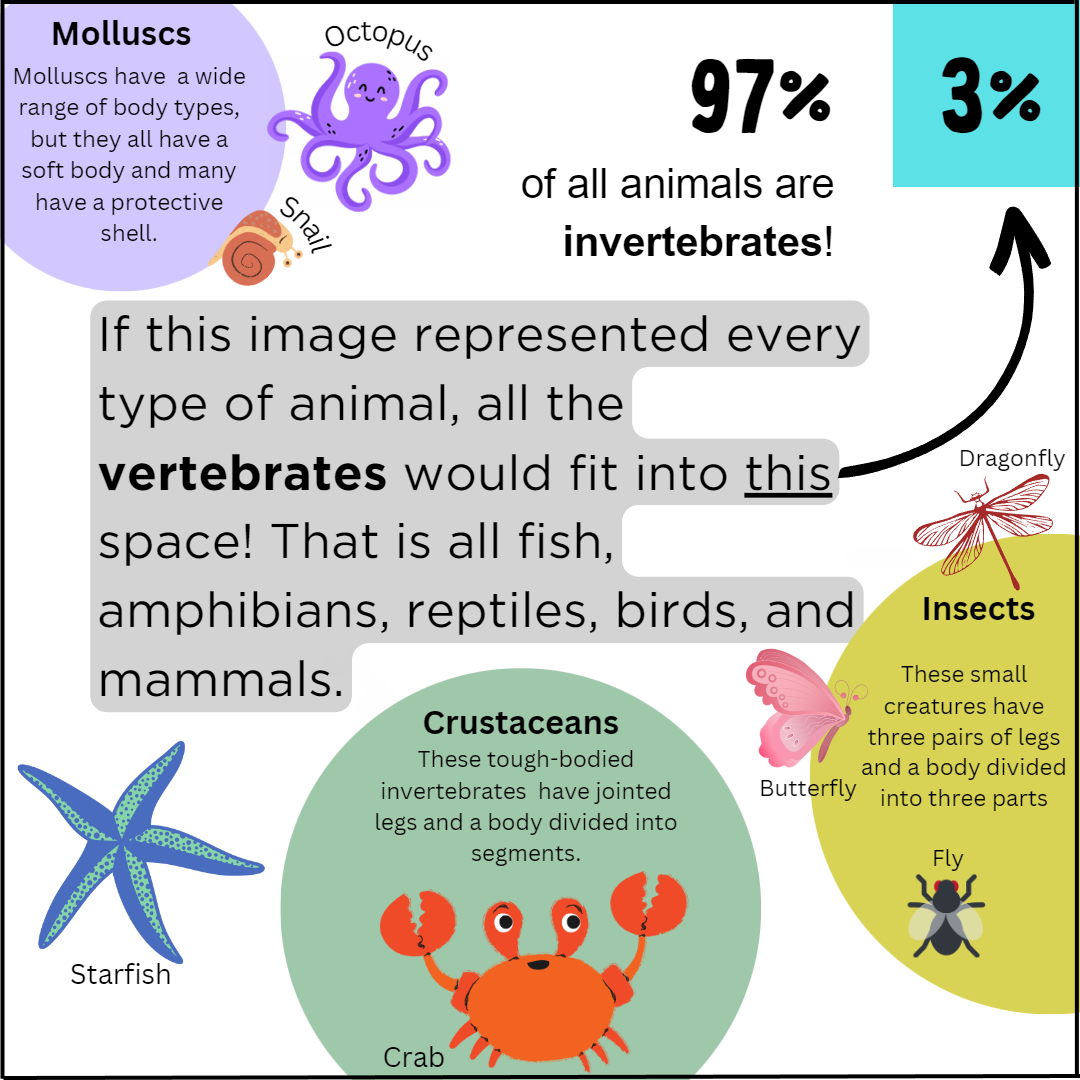 Molluscs
Molluscs have a wide
range of body types,
but they all have a
soft body and many
have a protective
shell.
Octopus
Snail
97%
of all animals are
invertebrates!
3%
If this image represented every
type of animal, all the
vertebrates would fit into this
space! That is all fish,
amphibians, reptiles, birds, and
mammals.
Dragonfly
Insects
These small
creatures have
three pairs of legs
and a body divided
into three parts
Butterfly
Fly
Crustaceans
These tough-bodied
invertebrates have jointed
legs and a body divided into
segments.
Crab
Starfish